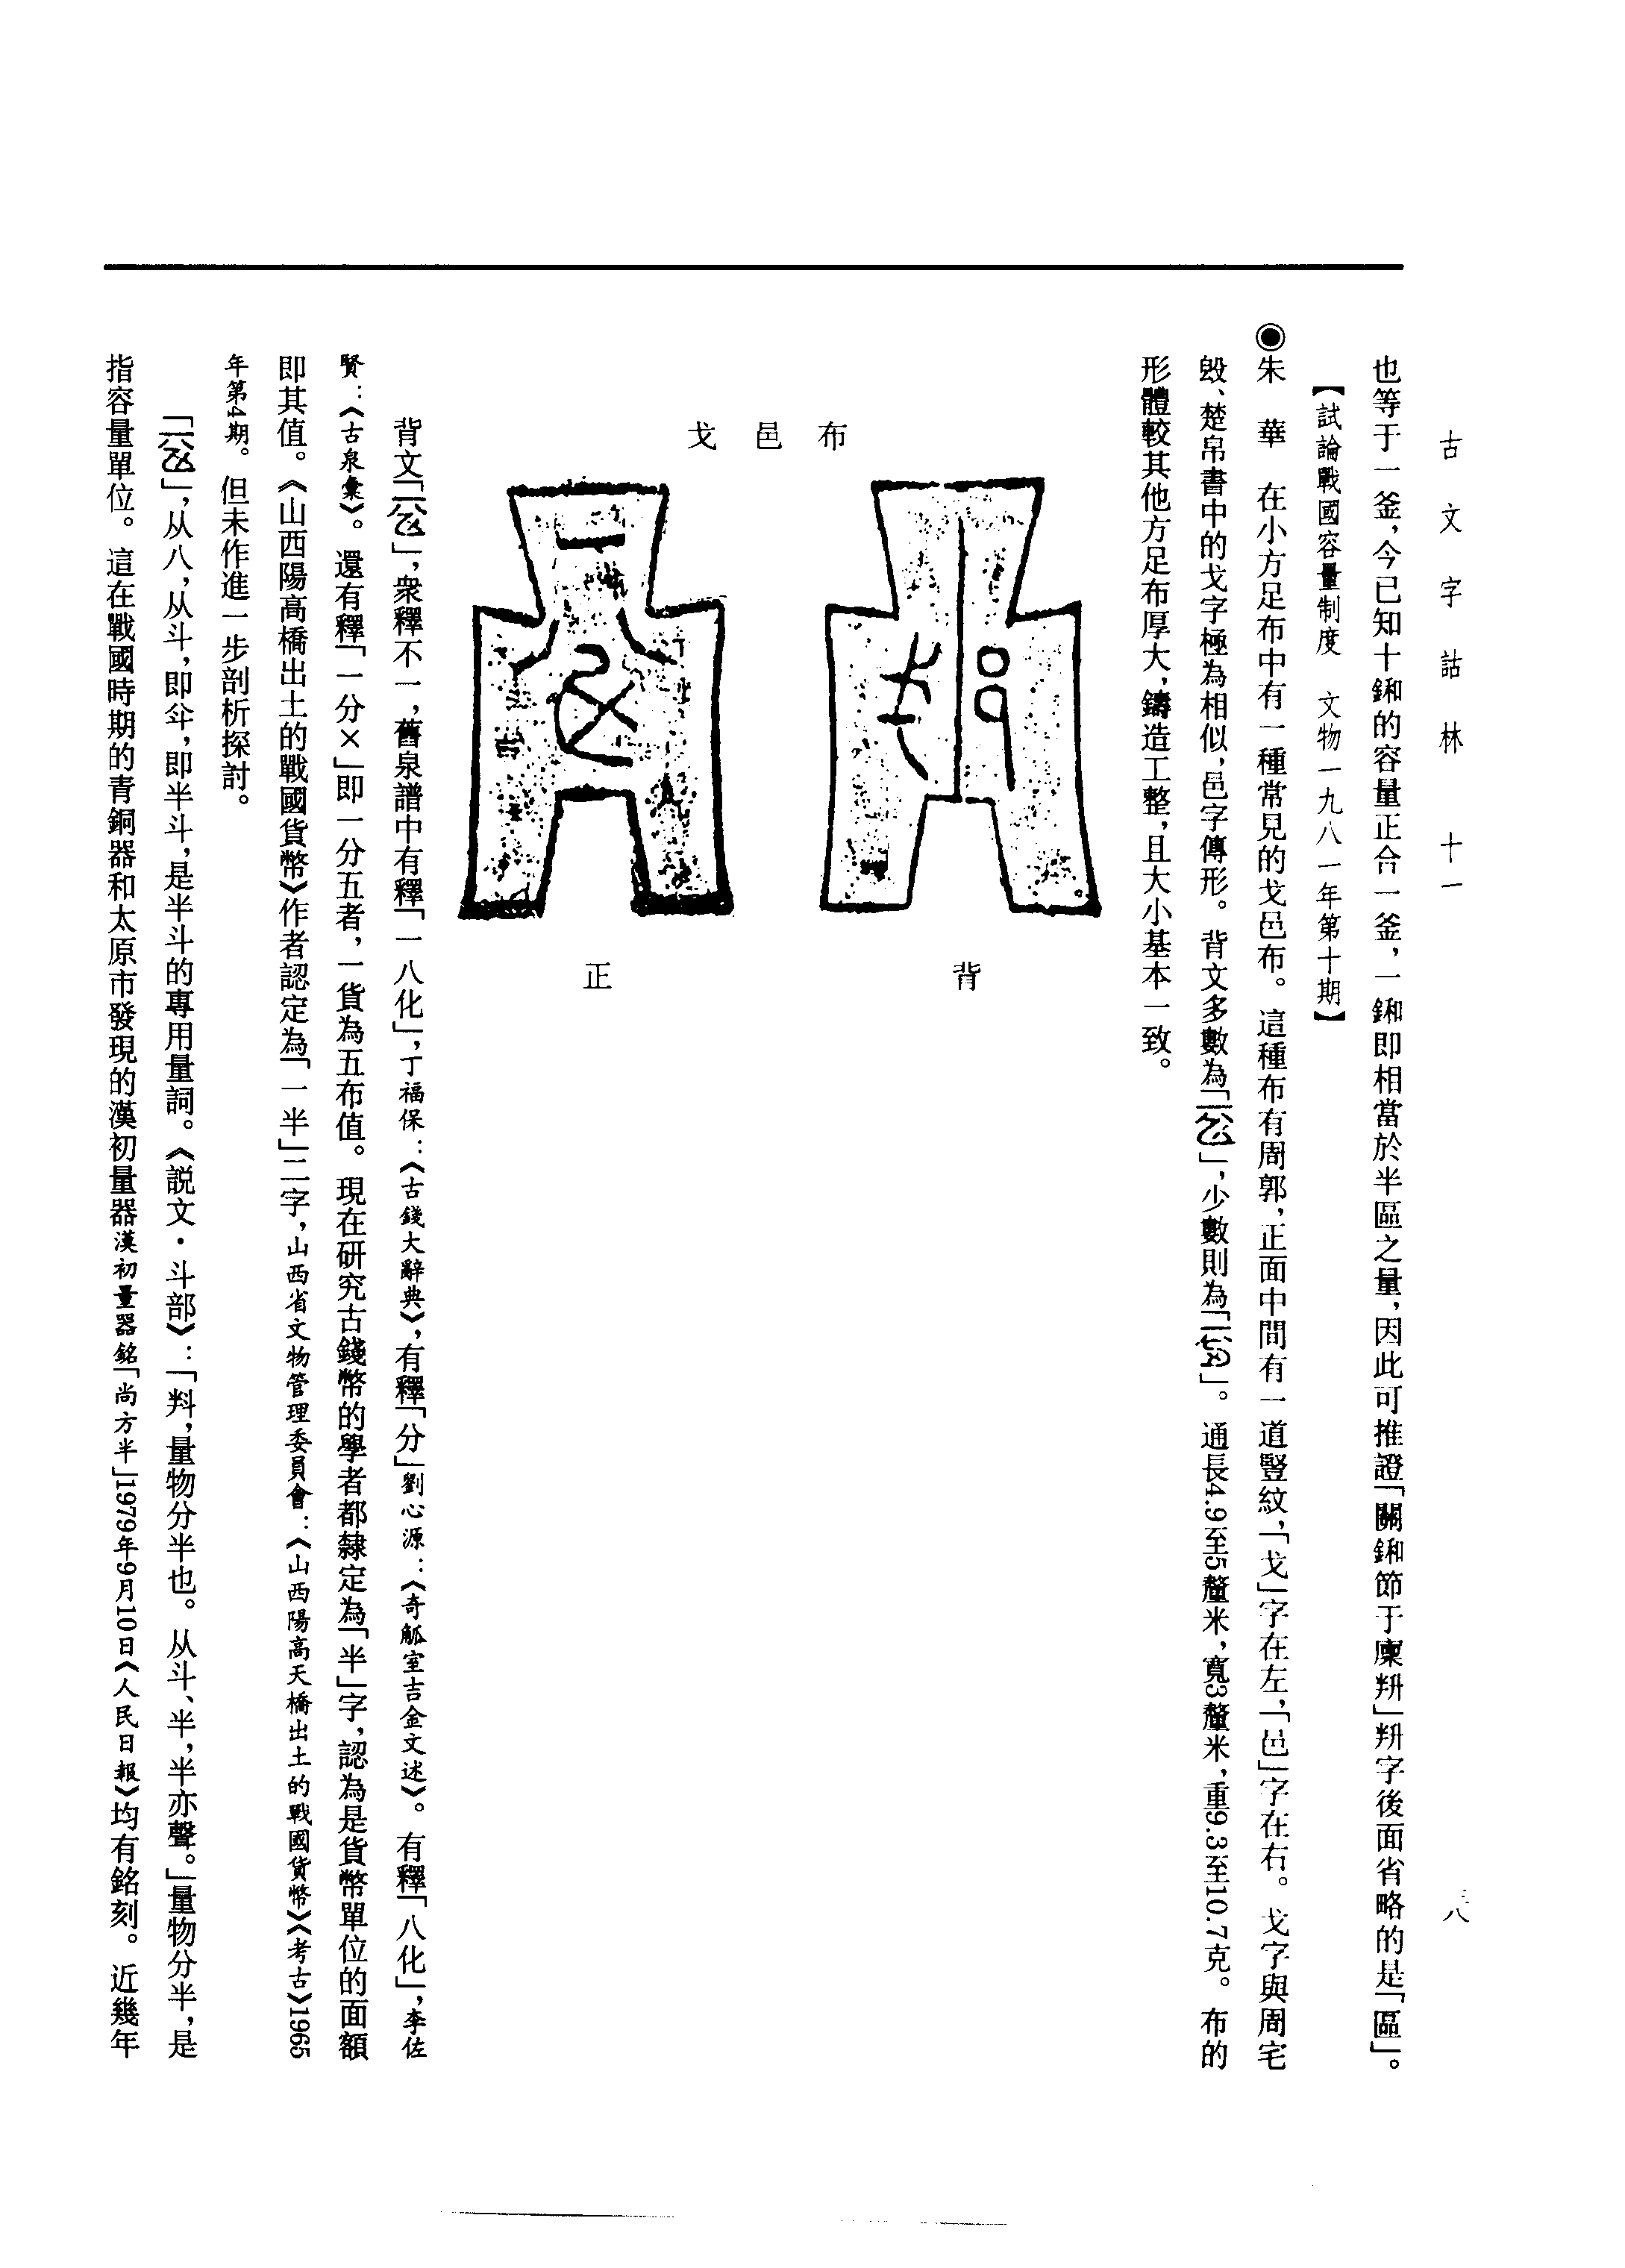 古文字詁林　十一
三八
也等于一釜，今已知十鉌的容量正合一釜，一鉌即相當於半區之量，因此可推證「關鉌節于廩䉼」䉼字後面省略的是「區」。
【試論戰國容量制度　文物一九八一年第十期】
◉朱　華　在小方足布中有一種常見的戈邑布。這種布有周郭，正面中間有一道豎紋，「戈」字在左，「邑」字在右。戈字與周宅
毁、楚帛書中的戈字極為相似，邑字傳形。背文多數為「」，少數則為「」。通長4.9至5釐米，寬3釐米，重9.3至10.7克。布的
形體較其他方足布厚大，鑄造工整，且大小基本一致。
戈邑布
背
正
背文「」，衆釋不一，舊泉譜中有釋「一八化」，丁福保：《古錢大辭典》，有釋「分」劉心源：《奇觚室吉金文述》。有釋「八化」，李佐
賢：《古泉彙》。還有釋「一分×」即一分五者，一貨為五布值。現在研究古錢幣的學者都隸定為「半」字，認為是貨幣單位的面額
即其值。《山西陽高橋出土的戰國貨幣》作者認定為「一半」二字，山西省文物管理委員會：《山西陽高天橋出土的戰國貨幣》《考古》1965
年第4期。但未作進一步剖析探討。
「」，从八，从斗，即，即半斗，是半斗的專用量詞。《説文·斗部》：「料，量物分半也。从斗、半，半亦聲。」量物分半，是
指容量單位。這在戰國時期的青銅器和太原市發現的漢初量器漢初量器銘「尚方半」1979年9月10日《人民日報》均有銘刻。近幾年